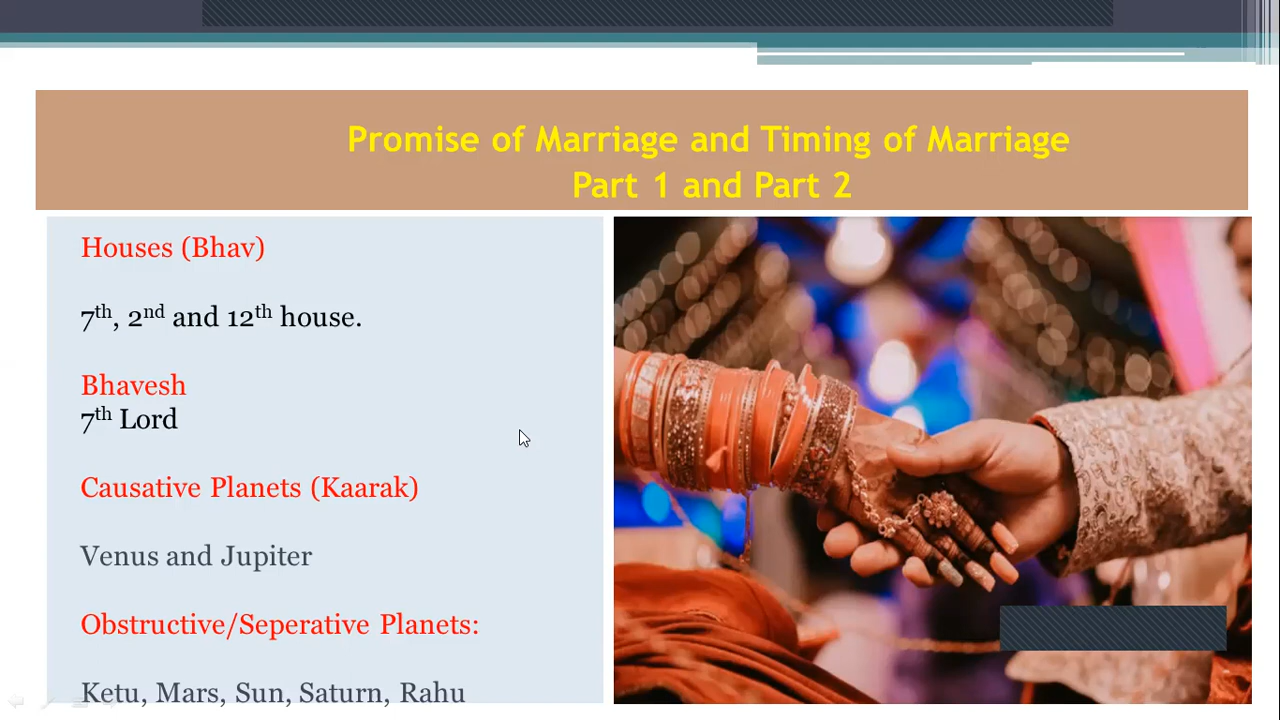 Promise of Marriage and Timing of Marriage
Part 1 and Part 2
Houses (Bhav)
7th, 2nd and 12th house.
Bhavesh
7th Lord
Causative Planets (Kaarak)
Venus and Jupiter
Obstructive/Seperative Planets:
Ketu, Mars, Sun, Saturn, Rahu